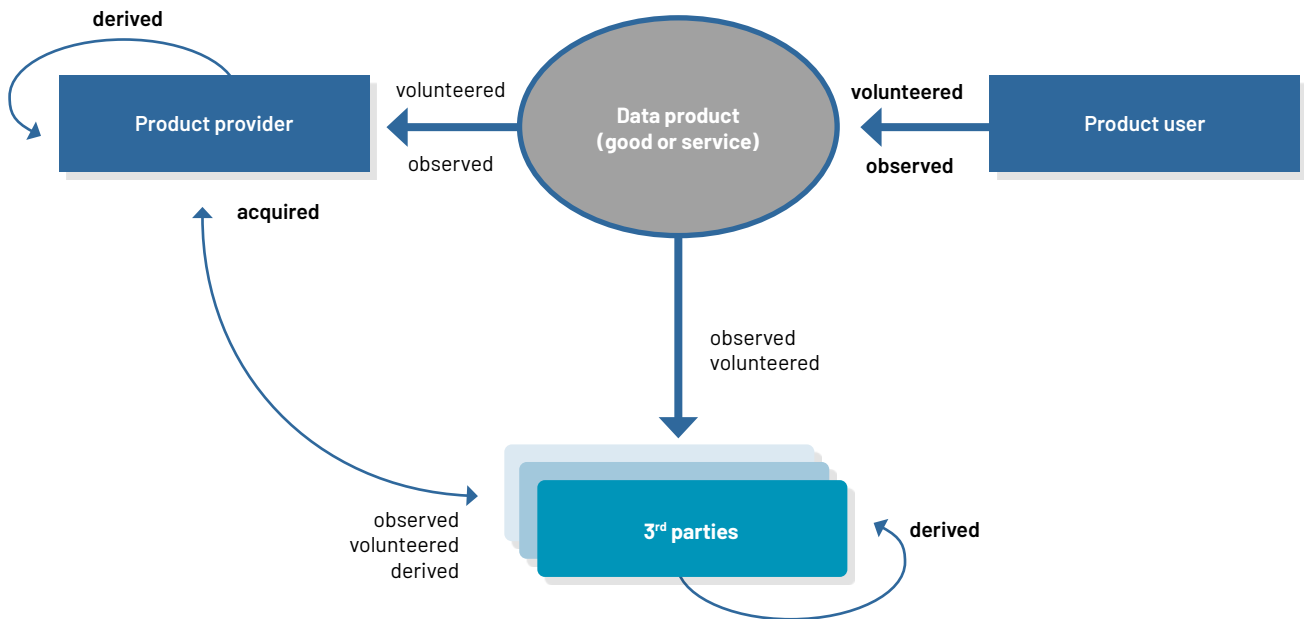 derived
Product provider
volunteered
observed
Data product
(good or service)
volunteered
observed
Product user
acquired
observed
volunteered
observed
volunteered
derived
3rd parties
derived